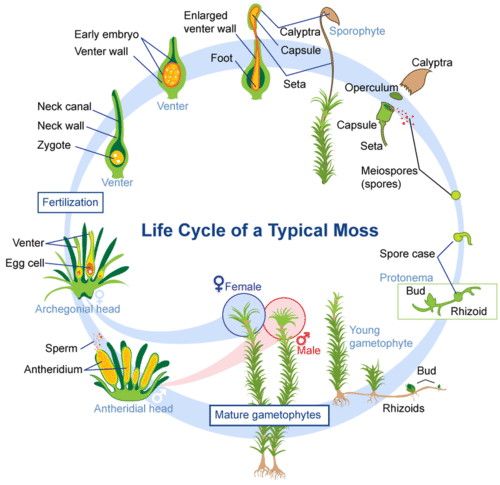 Early embryo
Venter wall
Venter
Enlarged
venter wall
Foot
Calyptra
Capsule
Seta
Sporophyte
Calyptra
Operculum
Capsule
Seta
Meiospores
(spores)
Neck canal
Neck wall
Zygote
Venter
Fertilization
Life Cycle of a Typical Moss
Spore case
Protonema
Bud
Rhizoid
Venter
Egg cell
Archegonial head
♀
♀Female
♂
Male
Young
gametophyte
Bud
Rhizoids
Sperm
Antheridium
Antheridial head
♂
Mature gametophytes